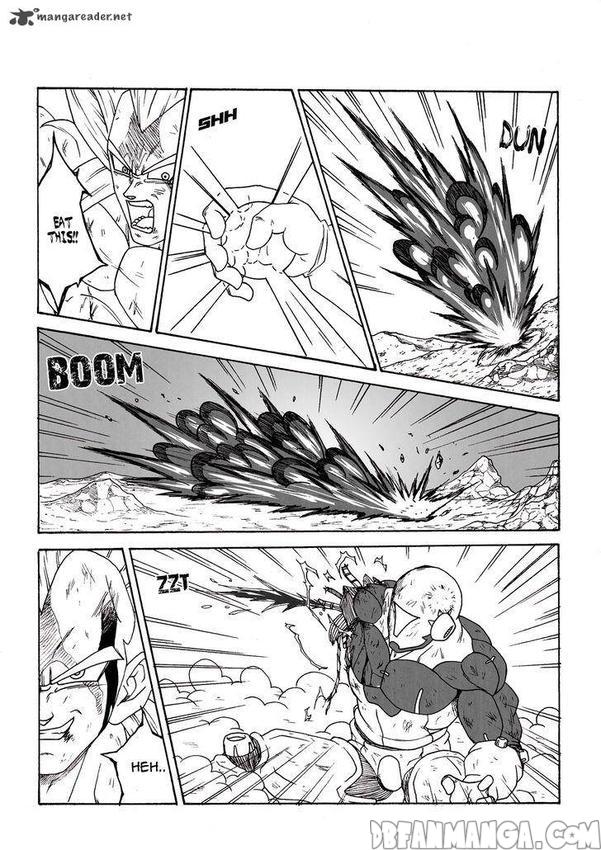 mangareader.net
SHH
EAT
THIS!!
DUN
BOOM
ZZT
HEH..
DBFANMANGA.COM